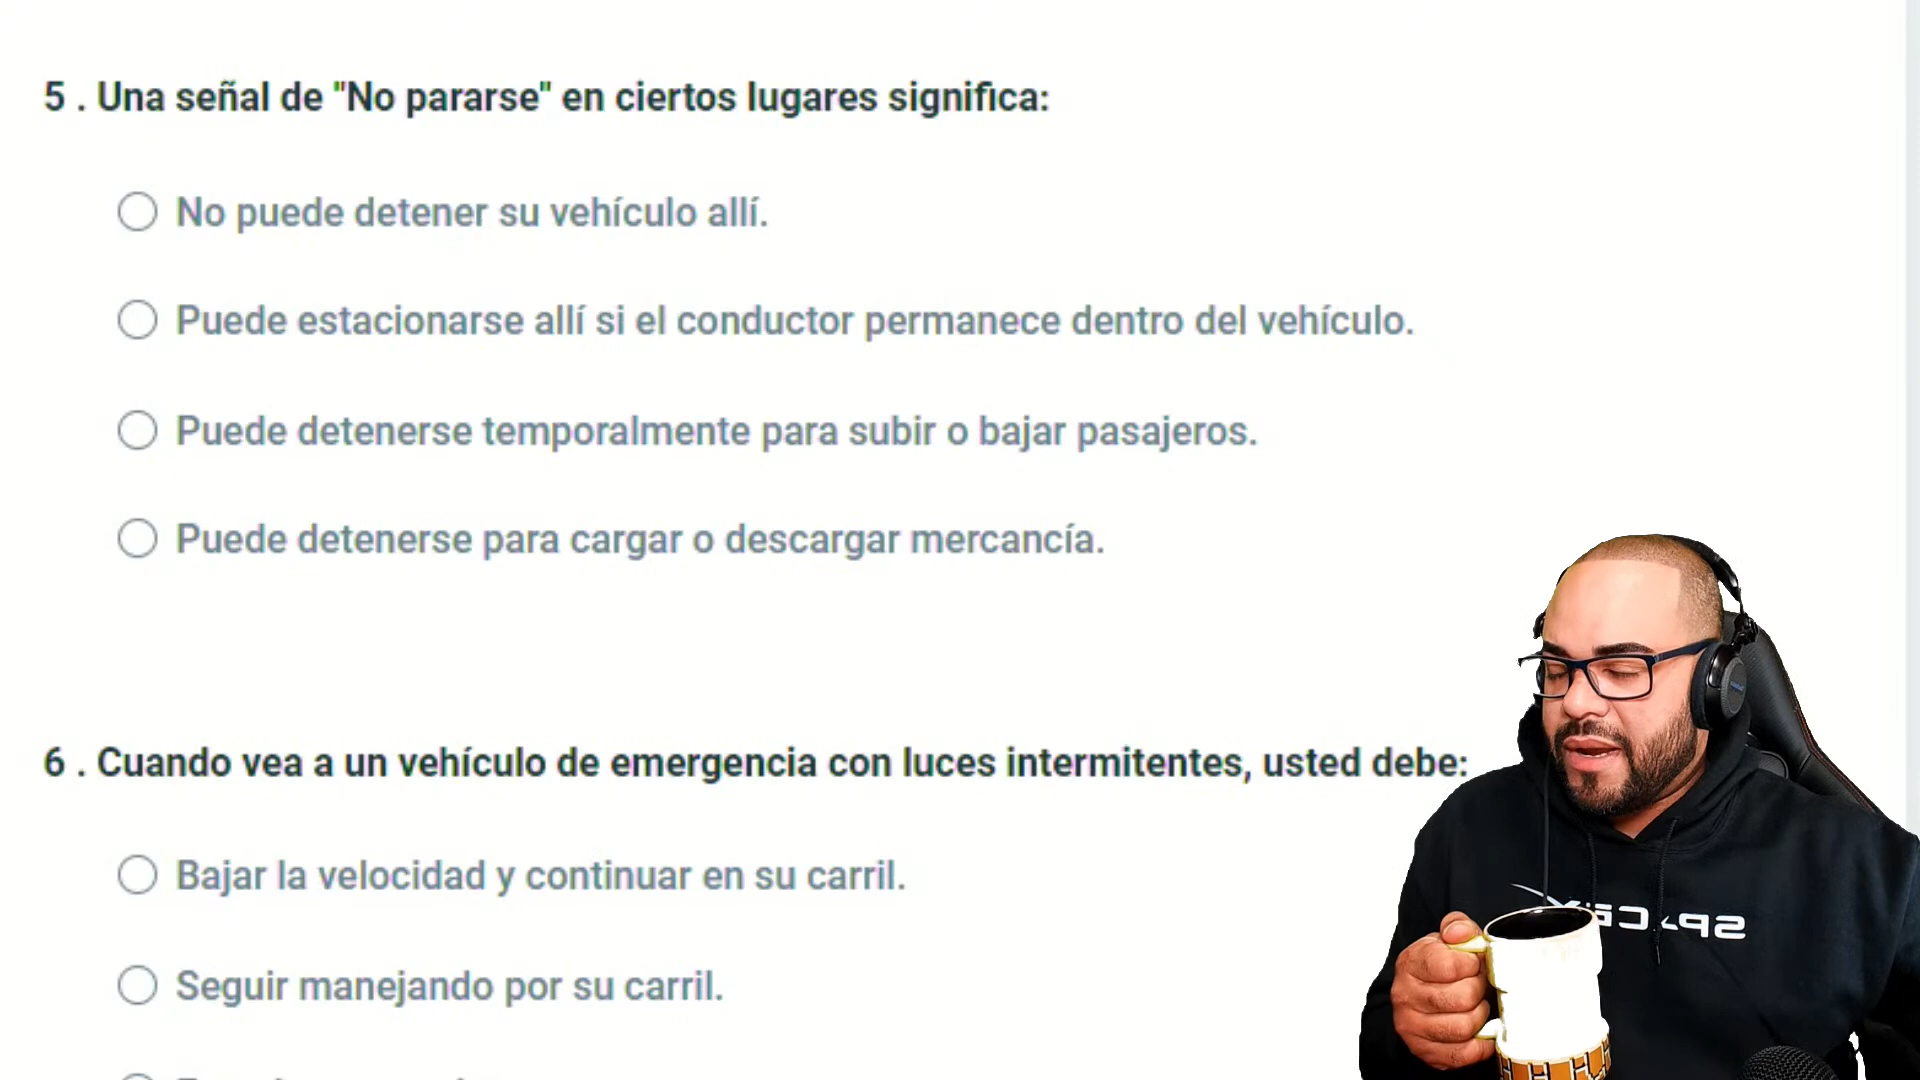 5 . Una señal de "No pararse" en ciertos lugares significa:
No puede detener su vehículo allí.
Puede estacionarse allí si el conductor permanece dentro del vehículo.
Puede detenerse temporalmente para subir o bajar pasajeros.
Puede detenerse para cargar o descargar mercancía.
6 . Cuando vea a un vehículo de emergencia con luces intermitentes, usted debe:
Bajar la velocidad y continuar en su carril.
Seguir manejando por su carril.